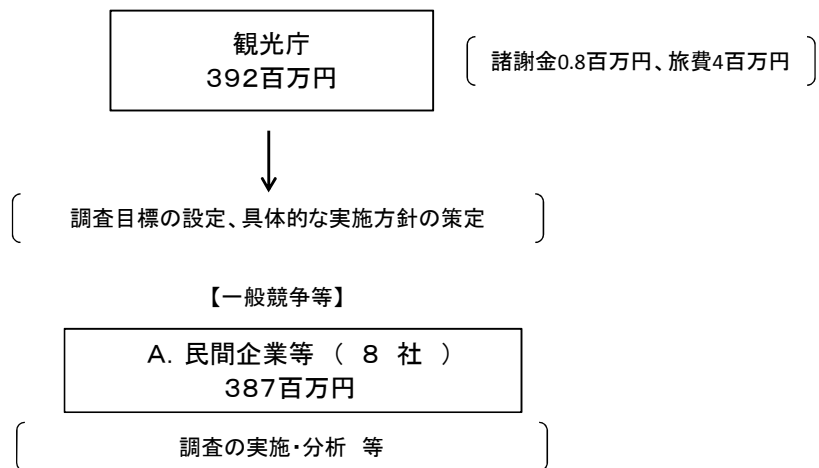 観光庁
392百万円
諸謝金0.8百万円、旅費4百万円
調査目標の設定、具体的な実施方針の策定
【一般競争等】
A. 民間企業等 ( 8 社 )
387百万円
調査の実施・分析 等